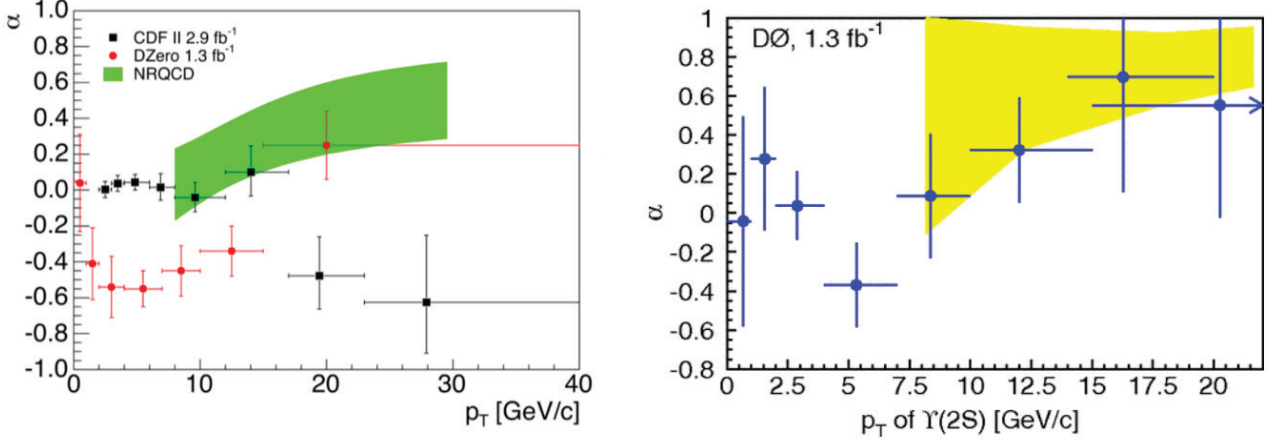 α
1.0
0.8
0.6
0.4
0.2
0.0
-0.2
-0.4
-0.6
-0.8
-1.0
CDF II 2.9 fb⁻¹
DZero 1.3 fb⁻¹
NRQCD
0 10 20 30 40
p_T [GeV/c]
α
1
0.8
0.6
0.4
0.2
0
-0.2
-0.4
-0.6
-0.8
DØ, 1.3 fb⁻¹
0 2.5 5 7.5 10 12.5 15 17.5 20
p_T of ϒ(2S) [GeV/c]